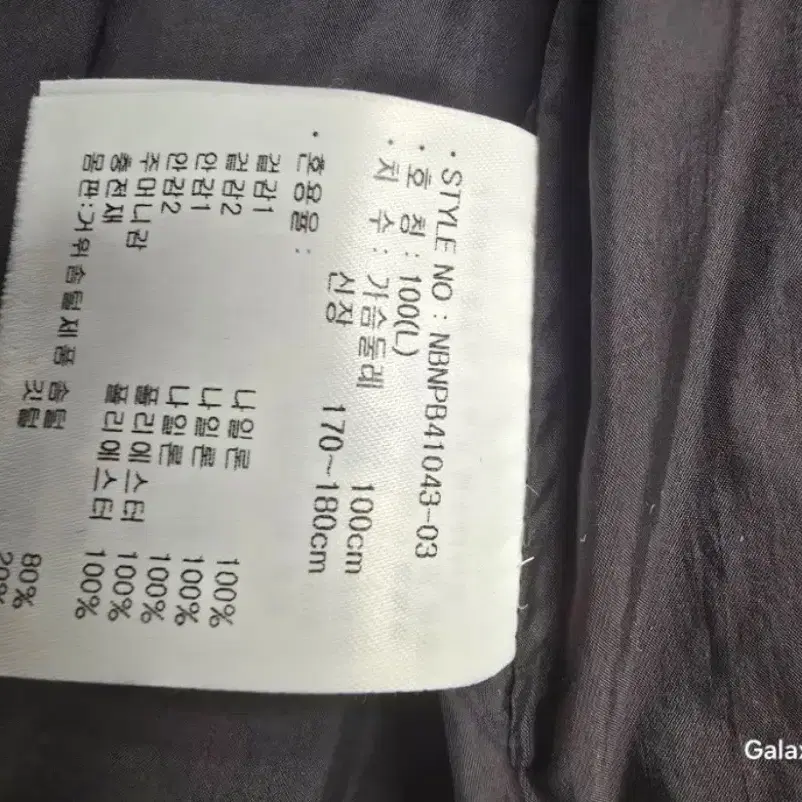 · STYLE NO : NBNPB41043-03
· 호 칭 : 100(L)
· 치 수 : 가슴둘레 100cm
신장 170~180cm
· 혼용율 :
겉감1 나일론 100%
겉감2 나일론 100%
안감1 나일론 100%
안감2 폴리에스터 100%
주머니감 폴리에스터 100%
충전재
몸판:거위솜털제품 솜털 80%
깃털 20%
Galax